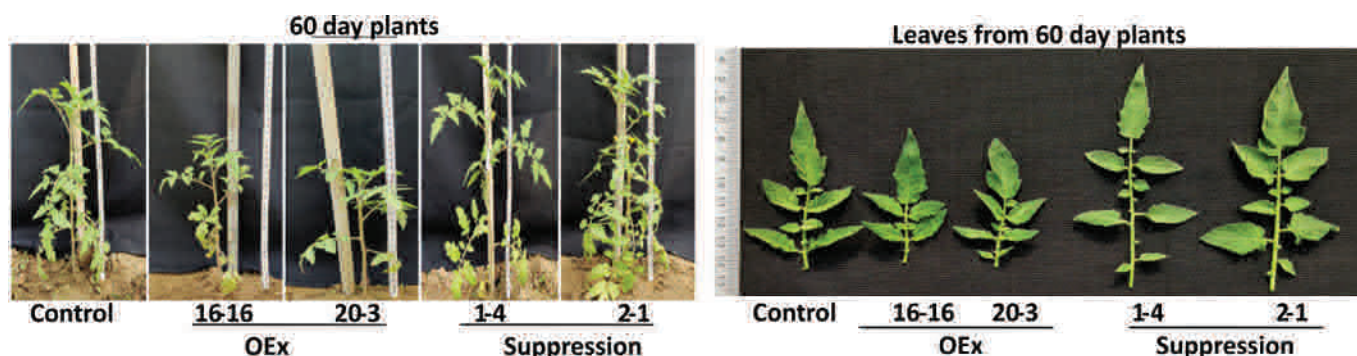 60 day plants
Control
16-16
20-3
1-4
2-1
OEx
Suppression
Leaves from 60 day plants
Control
16-16
20-3
1-4
2-1
OEx
Suppression